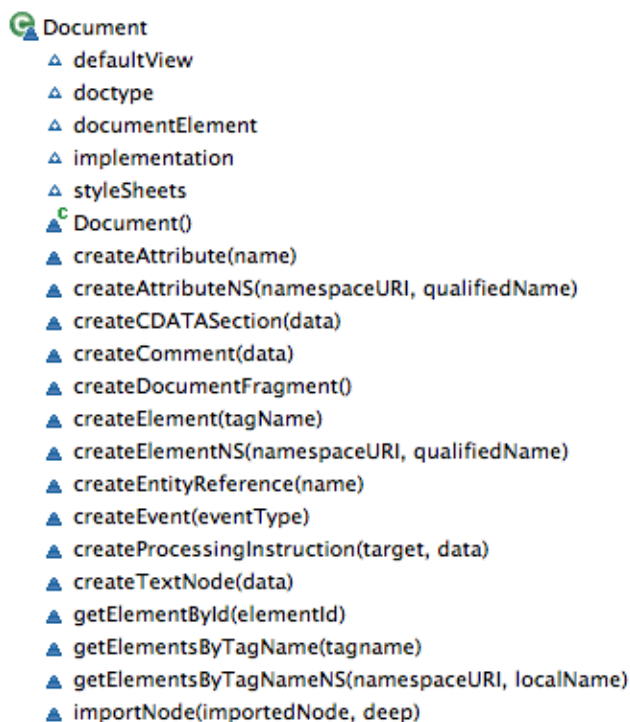 Document
defaultView
doctype
documentElement
implementation
styleSheets
Document()
createAttribute(name)
createAttributeNS(namespaceURI, qualifiedName)
createCDATASection(data)
createComment(data)
createDocumentFragment()
createElement(tagName)
createElementNS(namespaceURI, qualifiedName)
createEntityReference(name)
createEvent(eventType)
createProcessingInstruction(target, data)
createTextNode(data)
getElementById(elementId)
getElementsByTagName(tagname)
getElementsByTagNameNS(namespaceURI, localName)
importNode(importedNode, deep)